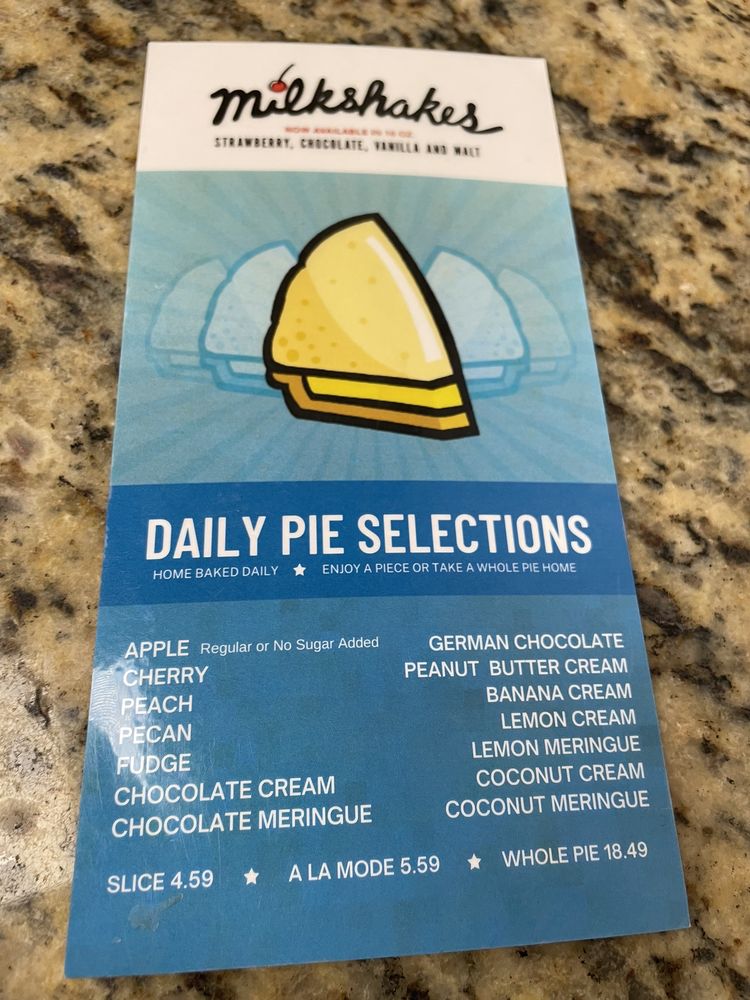 milkshakes
NOW AVAILABLE IN 16 OZ.
STRAWBERRY, CHOCOLATE, VANILLA AND MALT
DAILY PIE SELECTIONS
HOME BAKED DAILY ★ ENJOY A PIECE OR TAKE A WHOLE PIE HOME
APPLE Regular or No Sugar Added
CHERRY
PEACH
PECAN
FUDGE
CHOCOLATE CREAM
CHOCOLATE MERINGUE
GERMAN CHOCOLATE
PEANUT BUTTER CREAM
BANANA CREAM
LEMON CREAM
LEMON MERINGUE
COCONUT CREAM
COCONUT MERINGUE
SLICE 4.59 ★ A LA MODE 5.59 ★ WHOLE PIE 18.49